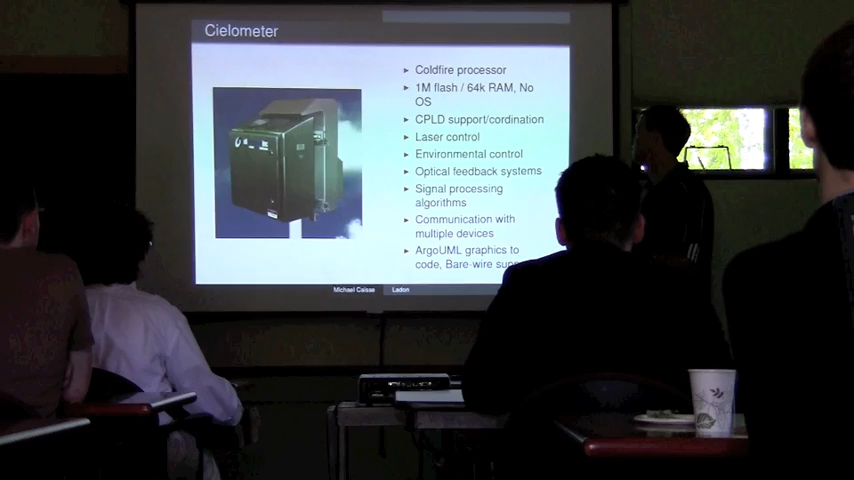 Cielometer
Coldfire processor
1M flash / 64k RAM, No
OS
CPLD support/cordination
Laser control
Environmental control
Optical feedback systems
Signal processing
algorithms
Communication with
multiple devices
ArgoUML graphics to
code, Bare-wire
Michael Caisse
Ladon